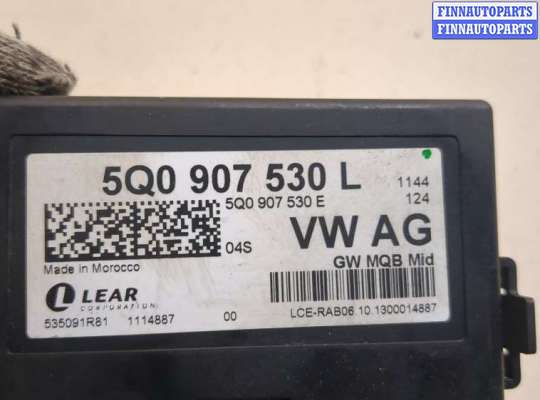 FINNAUTOPARTS
FINNAUTOPARTS
5Q0 907 530 L
1144
5Q0 907 530 E
124
04S
VW AG
GW MQB Mid
Made in Morocco
LEAR
CORPORATION
535091R81 1114887 00
LCE-RAB06 10.1300014887